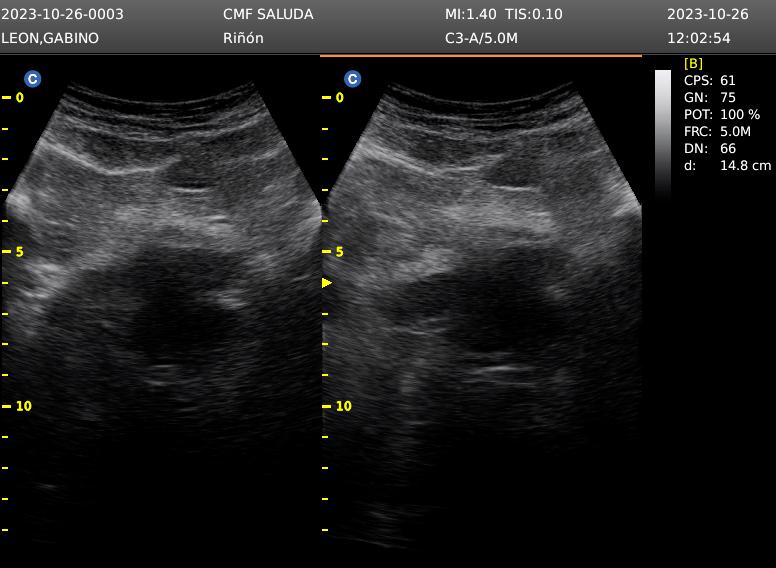 2023-10-26-0003 CMF SALUDA MI:1.40 TIS:0.10 2023-10-26
LEON,GABINO Riñón C3-A/5.0M 12:02:54
C C [B]
0 0 CPS: 61
GN: 75
POT: 100 %
FRC: 5.0M
DN: 66
d: 14.8 cm
5 5
10 10